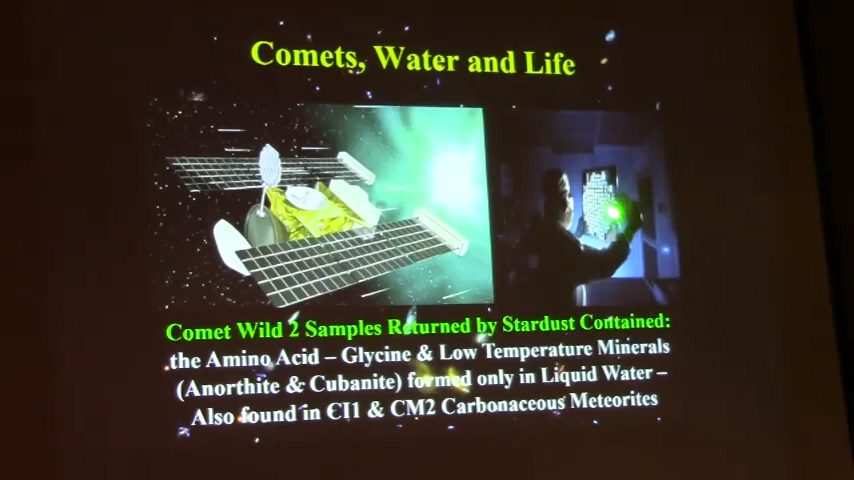 Comets, Water and Life
Comet Wild 2 Samples Returned by Stardust Contained:
the Amino Acid – Glycine & Low Temperature Minerals
(Anorthite & Cubanite) formed only in Liquid Water –
Also found in CI1 & CM2 Carbonaceous Meteorites